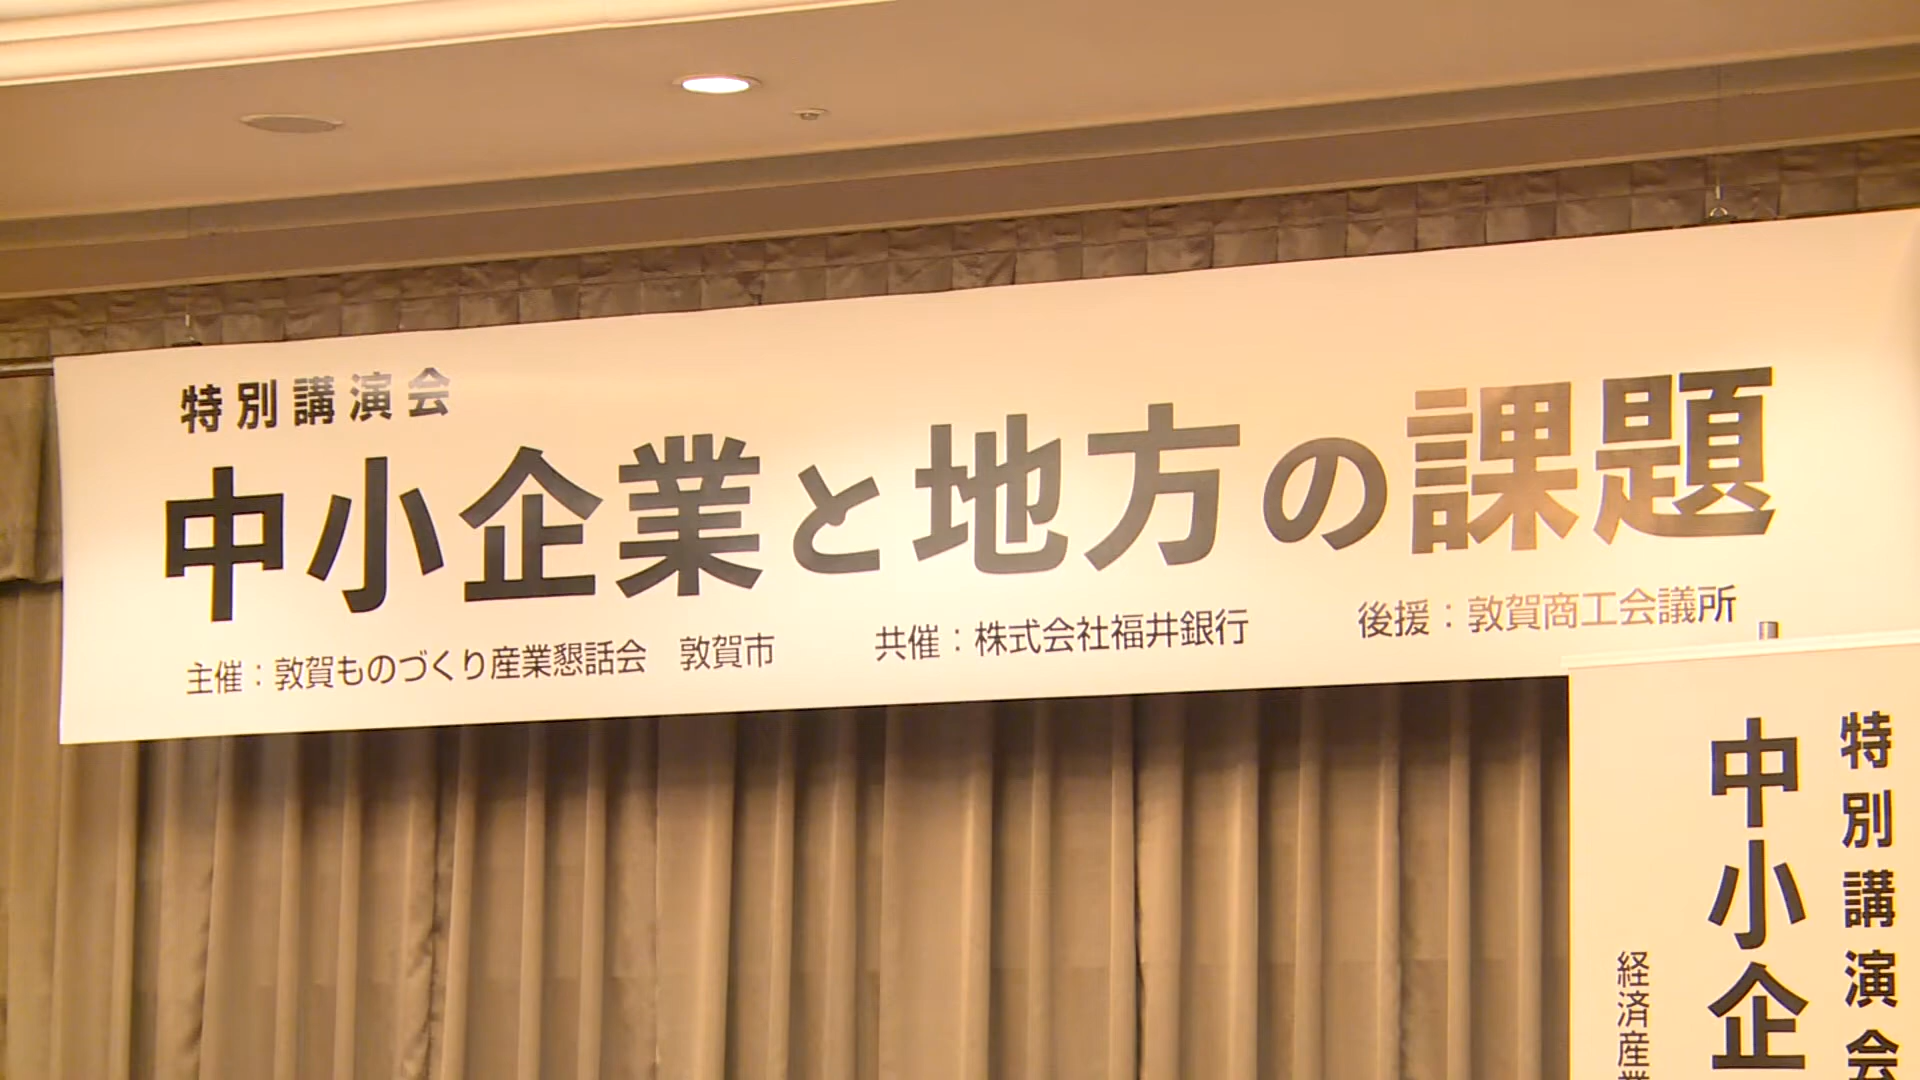 特別講演会
中小企業と地方の課題
主催：敦賀ものづくり産業懇話会　敦賀市　共催：株式会社福井銀行　後援：敦賀商工会議所
特別講演会
中小企
経済産業